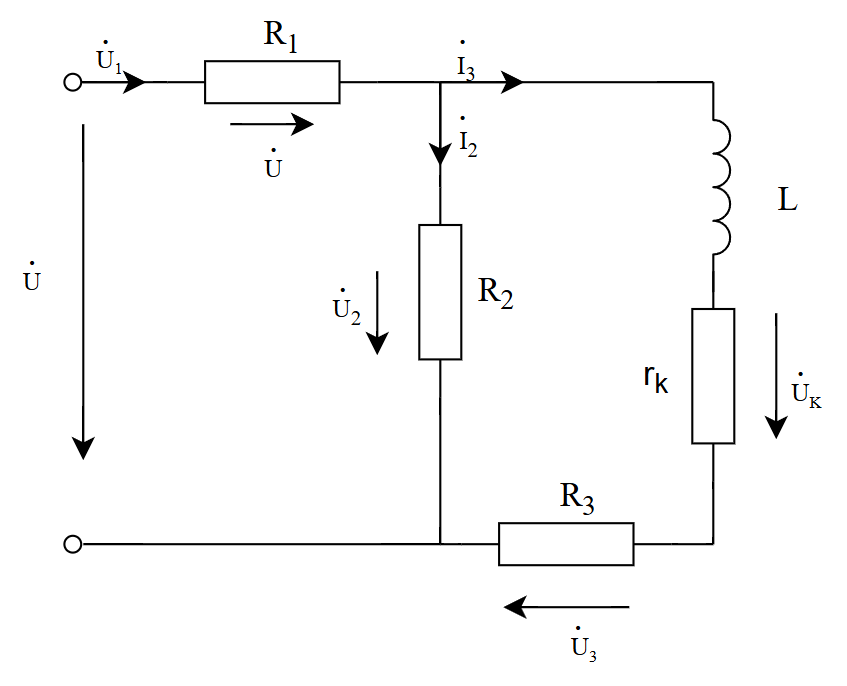 R₁
U̇₁
İ₃
U̇
İ₂
L
U̇
R₂
U̇₂
rₖ
U̇ₖ
R₃
U̇₃